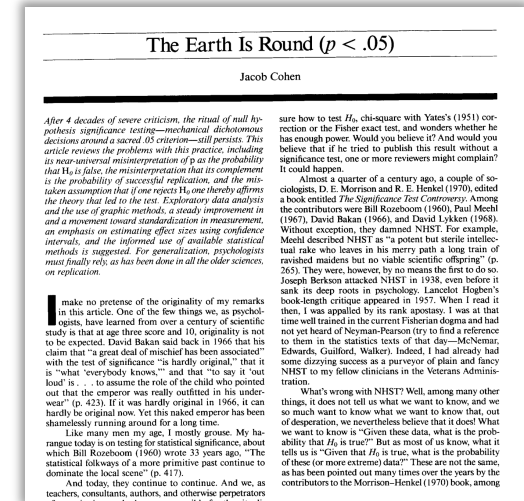 The Earth Is Round (p < .05)
Jacob Cohen
After 4 decades of severe criticism, the ritual of null hy-
pothesis significance testing—mechanical dichotomous
decisions around a sacred .05 criterion—still persists. This
article reviews the problems with this practice, including
its near-universal misinterpretation of p as the probability
that H₀ is false, the misinterpretation that its complement
is the probability of successful replication, and the mis-
taken assumption that if one rejects H₀ one thereby affirms
the theory that led to the test. Exploratory data analysis
and the use of graphic methods, a steady improvement in
and a movement toward standardization in measurement,
an emphasis on estimating effect sizes using confidence
intervals, and the informed use of available statistical
methods is suggested. For generalization, psychologists
must finally rely, as has been done in all the older sciences,
on replication.
I make no pretense of the originality of my remarks
in this article. One of the few things we, as psychol-
ogists, have learned from over a century of scientific
study is that at age three score and 10, originality is not
to be expected. David Bakan said back in 1966 that his
claim that “a great deal of mischief has been associated”
with the test of significance “is hardly original,” that it
is “what ‘everybody knows,’” and that “to say it ‘out
loud’ is . . . to assume the role of the child who pointed
out that the emperor was really outfitted in his under-
wear” (p. 423). If it was hardly original in 1966, it can
hardly be original now. Yet this naked emperor has been
shamelessly running around for a long time.
Like many men my age, I mostly grouse. My ha-
rangue today is on testing for statistical significance, about
which Bill Rozeboom (1960) wrote 33 years ago, “The
statistical folkways of a more primitive past continue to
dominate the local scene” (p. 417).
And today, they continue to continue. And we, as
teachers, consultants, authors, and otherwise perpetrators
sure how to test H₀, chi-square with Yates's (1951) cor-
rection or the Fisher exact test, and wonders whether he
has enough power. Would you believe it? And would you
believe that if he tried to publish this result without a
significance test, one or more reviewers might complain?
It could happen.
Almost a quarter of a century ago, a couple of so-
ciologists, D. E. Morrison and R. E. Henkel (1970), edited
a book entitled The Significance Test Controversy. Among
the contributors were Bill Rozeboom (1960), Paul Meehl
(1967), David Bakan (1966), and David Lykken (1968).
Without exception, they damned NHST. For example,
Meehl described NHST as “a potent but sterile intellec-
tual rake who leaves in his merry path a long train of
ravished maidens but no viable scientific offspring” (p.
265). They were, however, by no means the first to do so.
Joseph Berkson attacked NHST in 1938, even before it
sank its deep roots in psychology. Lancelot Hogben's
book-length critique appeared in 1957. When I read it
then, I was appalled by its rank apostasy. I was at that
time well trained in the current Fisherian dogma and had
not yet heard of Neyman-Pearson (try to find a reference
to them in the statistics texts of that day—McNemar,
Edwards, Guilford, Walker). Indeed, I had already had
some dizzying success as a purveyor of plain and fancy
NHST to my fellow clinicians in the Veterans Adminis-
tration.
What's wrong with NHST? Well, among many other
things, it does not tell us what we want to know, and we
so much want to know what we want to know that, out
of desperation, we nevertheless believe that it does! What
we want to know is “Given these data, what is the prob-
ability that H₀ is true?” But as most of us know, what it
tells us is “Given that H₀ is true, what is the probability
of these (or more extreme) data?” These are not the same,
as has been pointed out many times over the years by the
contributors to the Morrison–Henkel (1970) book, among